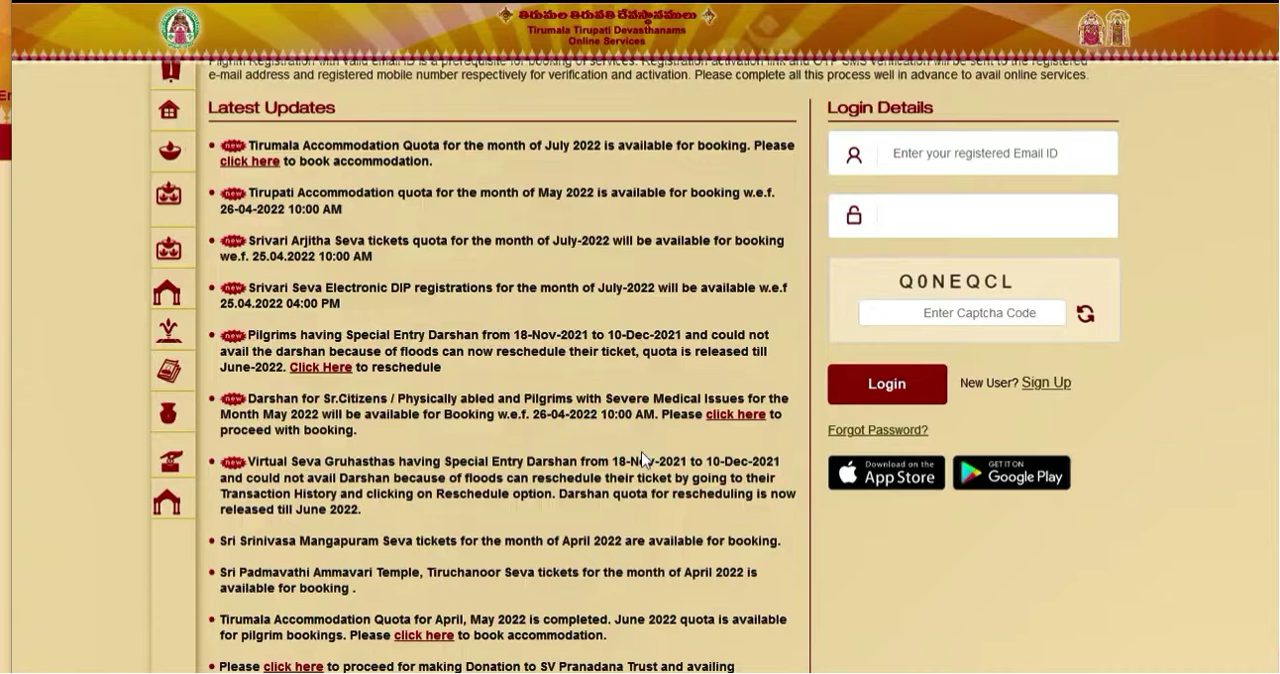 తిరుమల తిరుపతి దేవస్థానములు
Tirumala Tirupati Devasthanams
Online Services
Pilgrim Registration with valid email ID is a prerequisite for booking of services. Registration activation link and OTP SMS verification will be sent to the registered
e-mail address and registered mobile number respectively for verification and activation. Please complete all this process well in advance to avail online services.
Latest Updates
new Tirumala Accommodation Quota for the month of July 2022 is available for booking. Please
click here to book accommodation.
new Tirupati Accommodation quota for the month of May 2022 is available for booking w.e.f.
26-04-2022 10:00 AM
new Srivari Arjitha Seva tickets quota for the month of July-2022 will be available for booking
we.f. 25.04.2022 10:00 AM
new Srivari Seva Electronic DIP registrations for the month of July-2022 will be available w.e.f
25.04.2022 04:00 PM
new Pilgrims having Special Entry Darshan from 18-Nov-2021 to 10-Dec-2021 and could not
avail the darshan because of floods can now reschedule their ticket, quota is released till
June-2022. Click Here to reschedule
new Darshan for Sr.Citizens / Physically abled and Pilgrims with Severe Medical Issues for the
Month May 2022 will be available for Booking w.e.f. 26-04-2022 10:00 AM. Please click here to
proceed with booking.
new Virtual Seva Gruhasthas having Special Entry Darshan from 18-Nov-2021 to 10-Dec-2021
and could not avail Darshan because of floods can reschedule their ticket by going to their
Transaction History and clicking on Reschedule option. Darshan quota for rescheduling is now
released till June 2022.
Sri Srinivasa Mangapuram Seva tickets for the month of April 2022 are available for booking.
Sri Padmavathi Ammavari Temple, Tiruchanoor Seva tickets for the month of April 2022 is
available for booking .
Tirumala Accommodation Quota for April, May 2022 is completed. June 2022 quota is available
for pilgrim bookings. Please click here to book accommodation.
Please click here to proceed for making Donation to SV Pranadana Trust and availing
Login Details
Enter your registered Email ID
Q0NEQCL
Enter Captcha Code
Login New User? Sign Up
Forgot Password?
Download on the
App Store
GET IT ON
Google Play